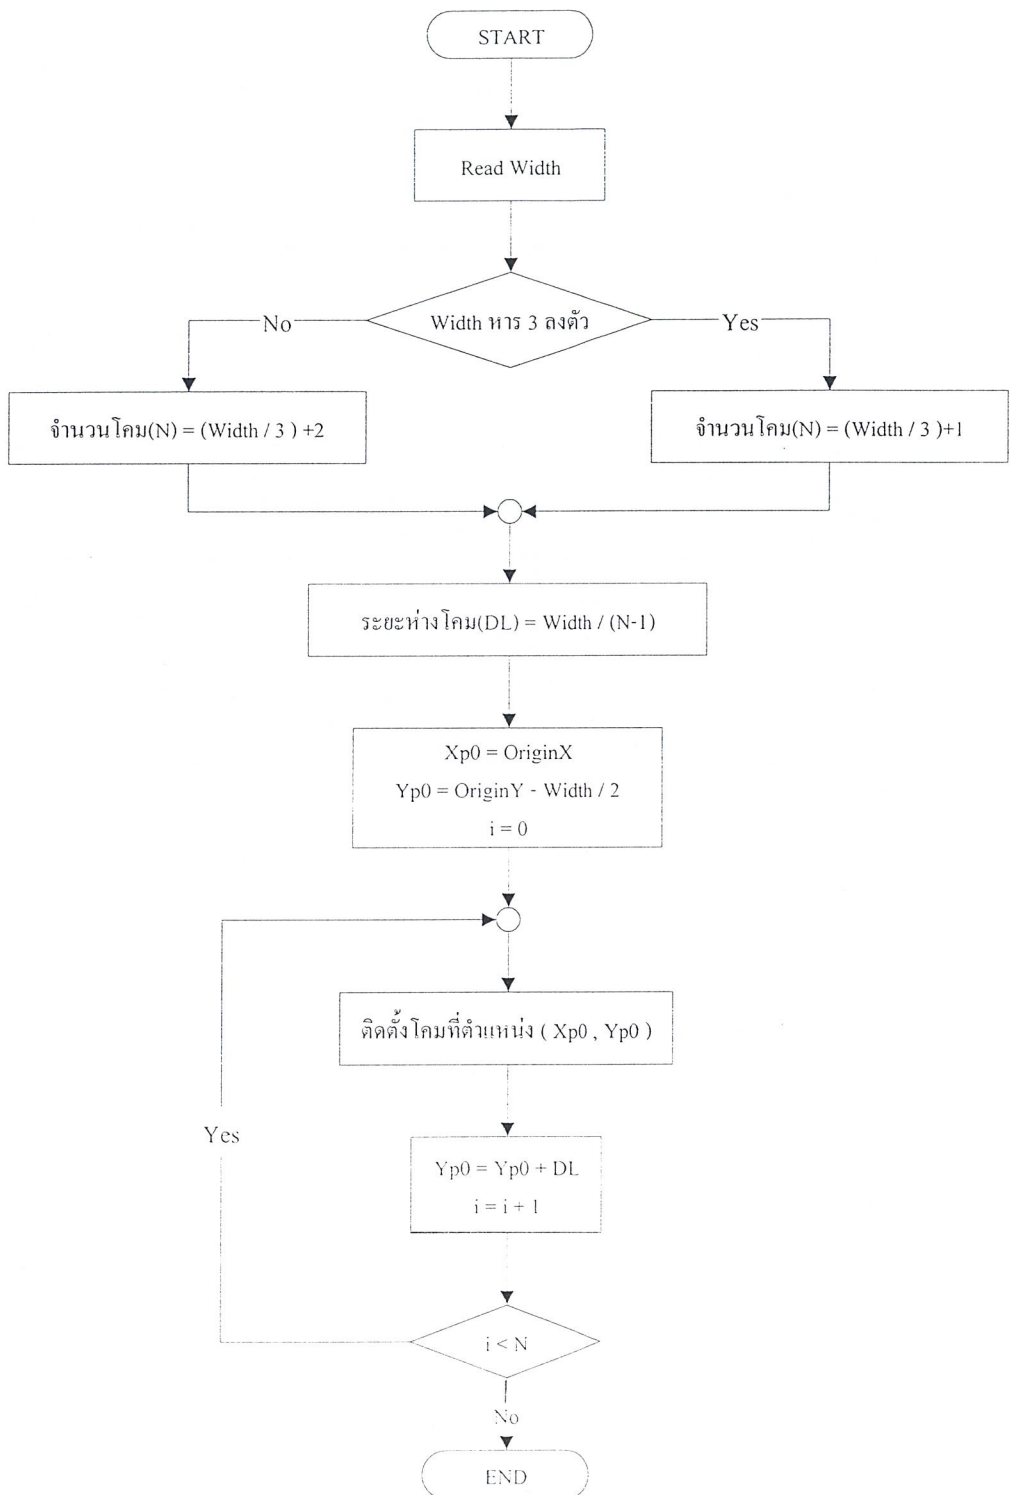 START
Read Width
Width หาร 3 ลงตัว
No
Yes
จำนวนโคม(N) = (Width / 3 ) +2
จำนวนโคม(N) = (Width / 3 )+1
ระยะห่างโคม(DL) = Width / (N-1)
Xp0 = OriginX
Yp0 = OriginY - Width / 2
i = 0
ติดตั้งโคมที่ตำแหน่ง ( Xp0 , Yp0 )
Yes
Yp0 = Yp0 + DL
i = i + 1
i < N
No
END